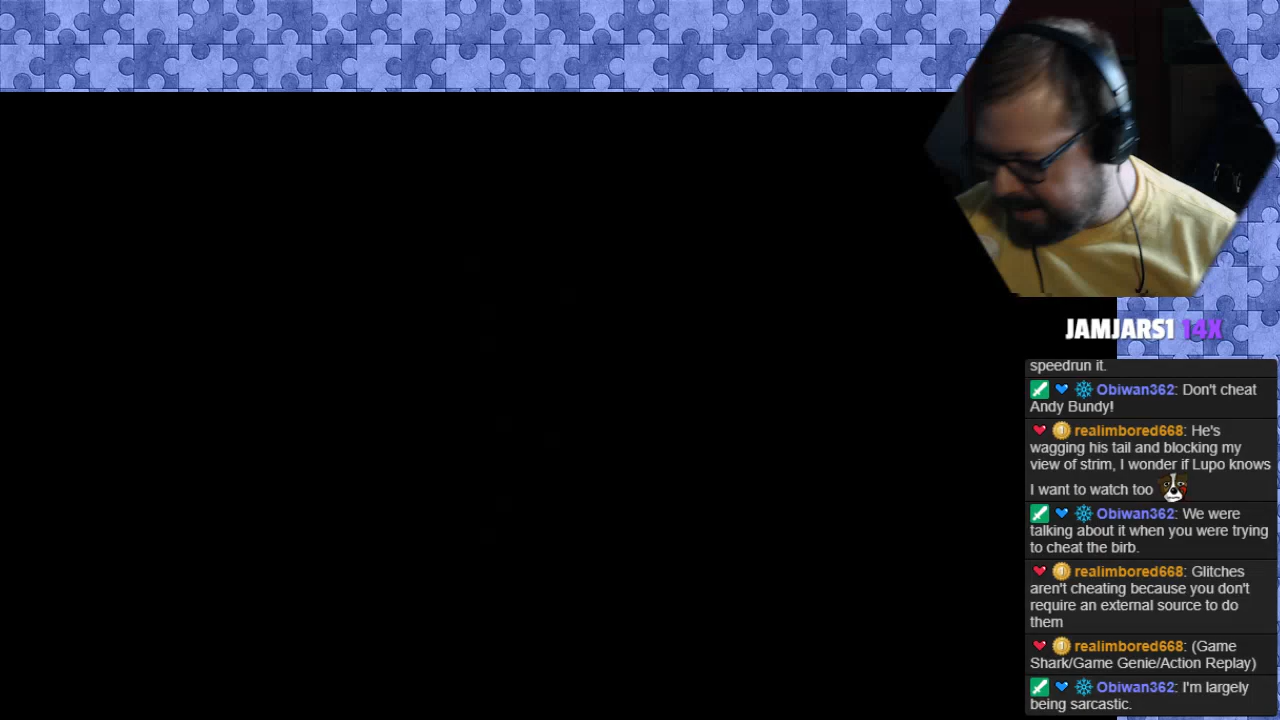 JAMJARS1 14X
speedrun it.
Obiwan362: Don't cheat
Andy Bundy!
realimbored668: He's
wagging his tail and blocking my
view of strim, I wonder if Lupo knows
I want to watch too
Obiwan362: We were
talking about it when you were trying
to cheat the birb.
realimbored668: Glitches
aren't cheating because you don't
require an external source to do
them
realimbored668: (Game
Shark/Game Genie/Action Replay)
Obiwan362: I'm largely
being sarcastic.